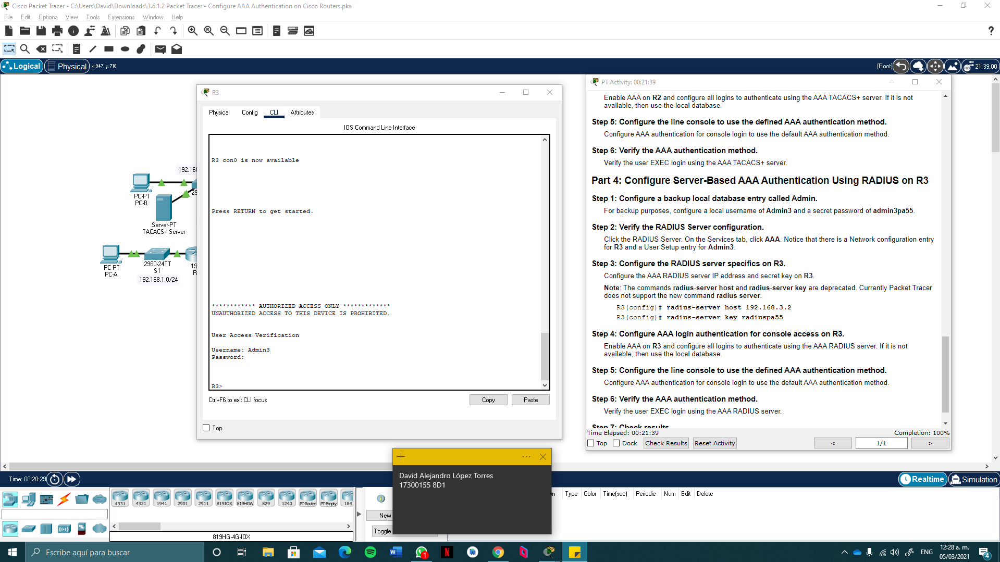 Cisco Packet Tracer - C:\Users\David\Downloads\3.6.1.2 Packet Tracer - Configure AAA Authentication on Cisco Routers.pka
File Edit Options View Tools Extensions Window Help
Logical Physical x: 947, y: 718
[Root] 21:39:00
192.168
PC-PT
PC-B
Server-PT
TACACS+ Server
PC-PT
PC-A
2960-24TT
S1
192.168.1.0/24
R3
Physical Config CLI Attributes
IOS Command Line Interface
R3 con0 is now available
Press RETURN to get started.
************ AUTHORIZED ACCESS ONLY *************
UNAUTHORIZED ACCESS TO THIS DEVICE IS PROHIBITED.
User Access Verification
Username: Admin3
Password:
R3>
Ctrl+F6 to exit CLI focus
Copy Paste
Top
PT Activity: 00:21:39
Enable AAA on R2 and configure all logins to authenticate using the AAA TACACS+ server. If it is not
available, then use the local database.
Step 5: Configure the line console to use the defined AAA authentication method.
Configure AAA authentication for console login to use the default AAA authentication method.
Step 6: Verify the AAA authentication method.
Verify the user EXEC login using the AAA TACACS+ server.
Part 4: Configure Server-Based AAA Authentication Using RADIUS on R3
Step 1: Configure a backup local database entry called Admin.
For backup purposes, configure a local username of Admin3 and a secret password of admin3pa55.
Step 2: Verify the RADIUS Server configuration.
Click the RADIUS Server. On the Services tab, click AAA. Notice that there is a Network configuration entry
for R3 and a User Setup entry for Admin3.
Step 3: Configure the RADIUS server specifics on R3.
Configure the AAA RADIUS server IP address and secret key on R3.
Note: The commands radius-server host and radius-server key are deprecated. Currently Packet Tracer
does not support the new command radius server.
R3(config)# radius-server host 192.168.3.2
R3(config)# radius-server key radiuspa55
Step 4: Configure AAA login authentication for console access on R3.
Enable AAA on R3 and configure all logins to authenticate using the AAA RADIUS server. If it is not
available, then use the local database.
Step 5: Configure the line console to use the defined AAA authentication method.
Configure AAA authentication for console login to use the default AAA authentication method.
Step 6: Verify the AAA authentication method.
Verify the user EXEC login using the AAA RADIUS server.
Step 7: Check results
Time Elapsed: 00:21:39 Completion: 100%
Top Dock Check Results Reset Activity < 1/1 >
David Alejandro López Torres
17300155 8D1
Time: 00:20:29
Realtime Simulation
4331 4321 1941 2901 2911 819IOX 819HGW 829 1240 PT-Router PT-Empty 184
819HG-4G-IOX
New
Toggle
Type Color Time(sec) Periodic Num Edit Delete
Escribe aquí para buscar
1
ENG
12:28 a. m.
05/03/2021
4